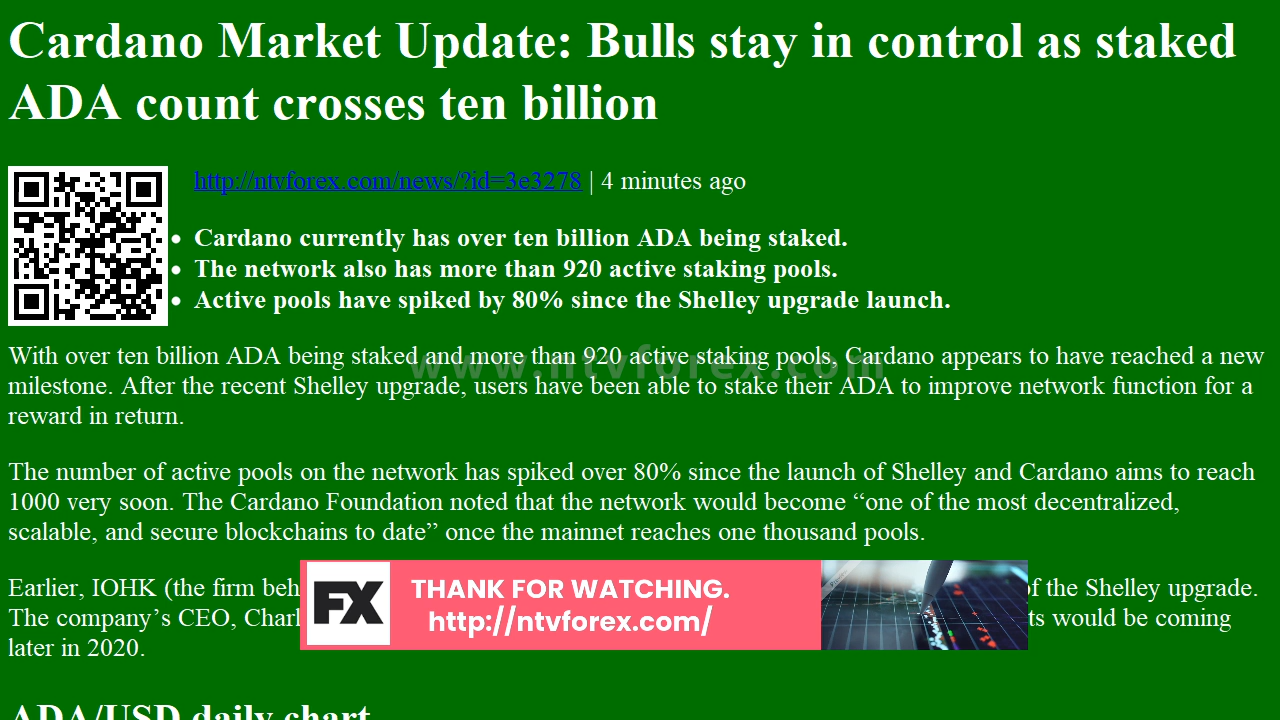 Cardano Market Update: Bulls stay in control as staked
ADA count crosses ten billion
http://ntvforex.com/news/?id=3e3278 | 4 minutes ago
Cardano currently has over ten billion ADA being staked.
The network also has more than 920 active staking pools.
Active pools have spiked by 80% since the Shelley upgrade launch.
With over ten billion ADA being staked and more than 920 active staking pools, Cardano appears to have reached a new
www.ntvforex.com
milestone. After the recent Shelley upgrade, users have been able to stake their ADA to improve network function for a
reward in return.
The number of active pools on the network has spiked over 80% since the launch of Shelley and Cardano aims to reach
1000 very soon. The Cardano Foundation noted that the network would become “one of the most decentralized,
scalable, and secure blockchains to date” once the mainnet reaches one thousand pools.
Earlier, IOHK (the firm of the Shelley upgrade.
The company’s CEO, would be coming
later in 2020.
FX
THANK FOR WATCHING.
http://ntvforex.com/
ADA/USD daily chart